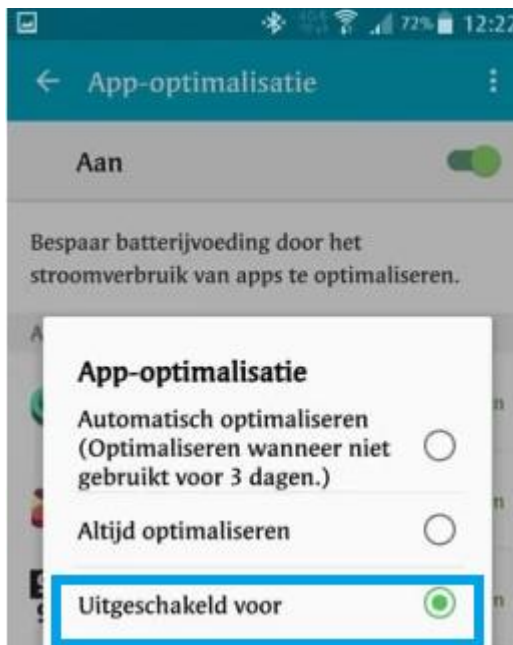 72% 12:22
App-optimalisatie
Aan
Bespaar batterijvoeding door het
stroomverbruik van apps te optimaliseren.
A
App-optimalisatie
Automatisch optimaliseren
(Optimaliseren wanneer niet
gebruikt voor 3 dagen.)
n
Altijd optimaliseren
n
Uitgeschakeld voor
n